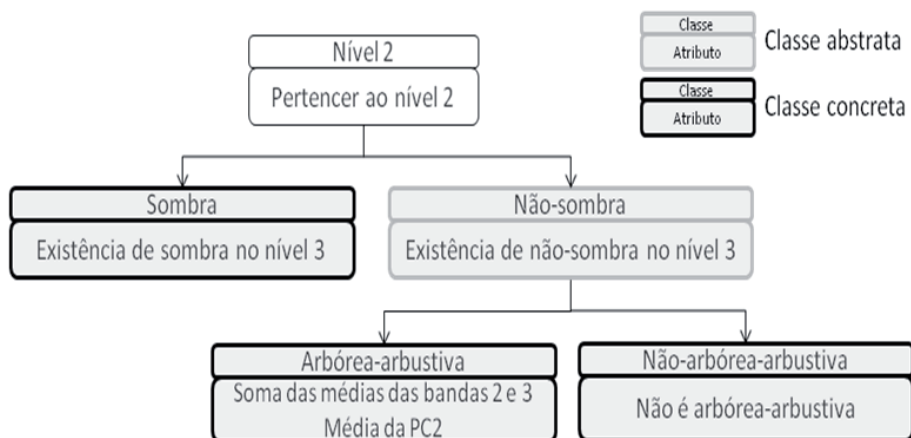 Nível 2
Pertencer ao nível 2
Classe
Atributo
Classe abstrata
Classe
Atributo
Classe concreta
Sombra
Existência de sombra no nível 3
Não-sombra
Existência de não-sombra no nível 3
Arbórea-arbustiva
Soma das médias das bandas 2 e 3
Média da PC2
Não-arbórea-arbustiva
Não é arbórea-arbustiva